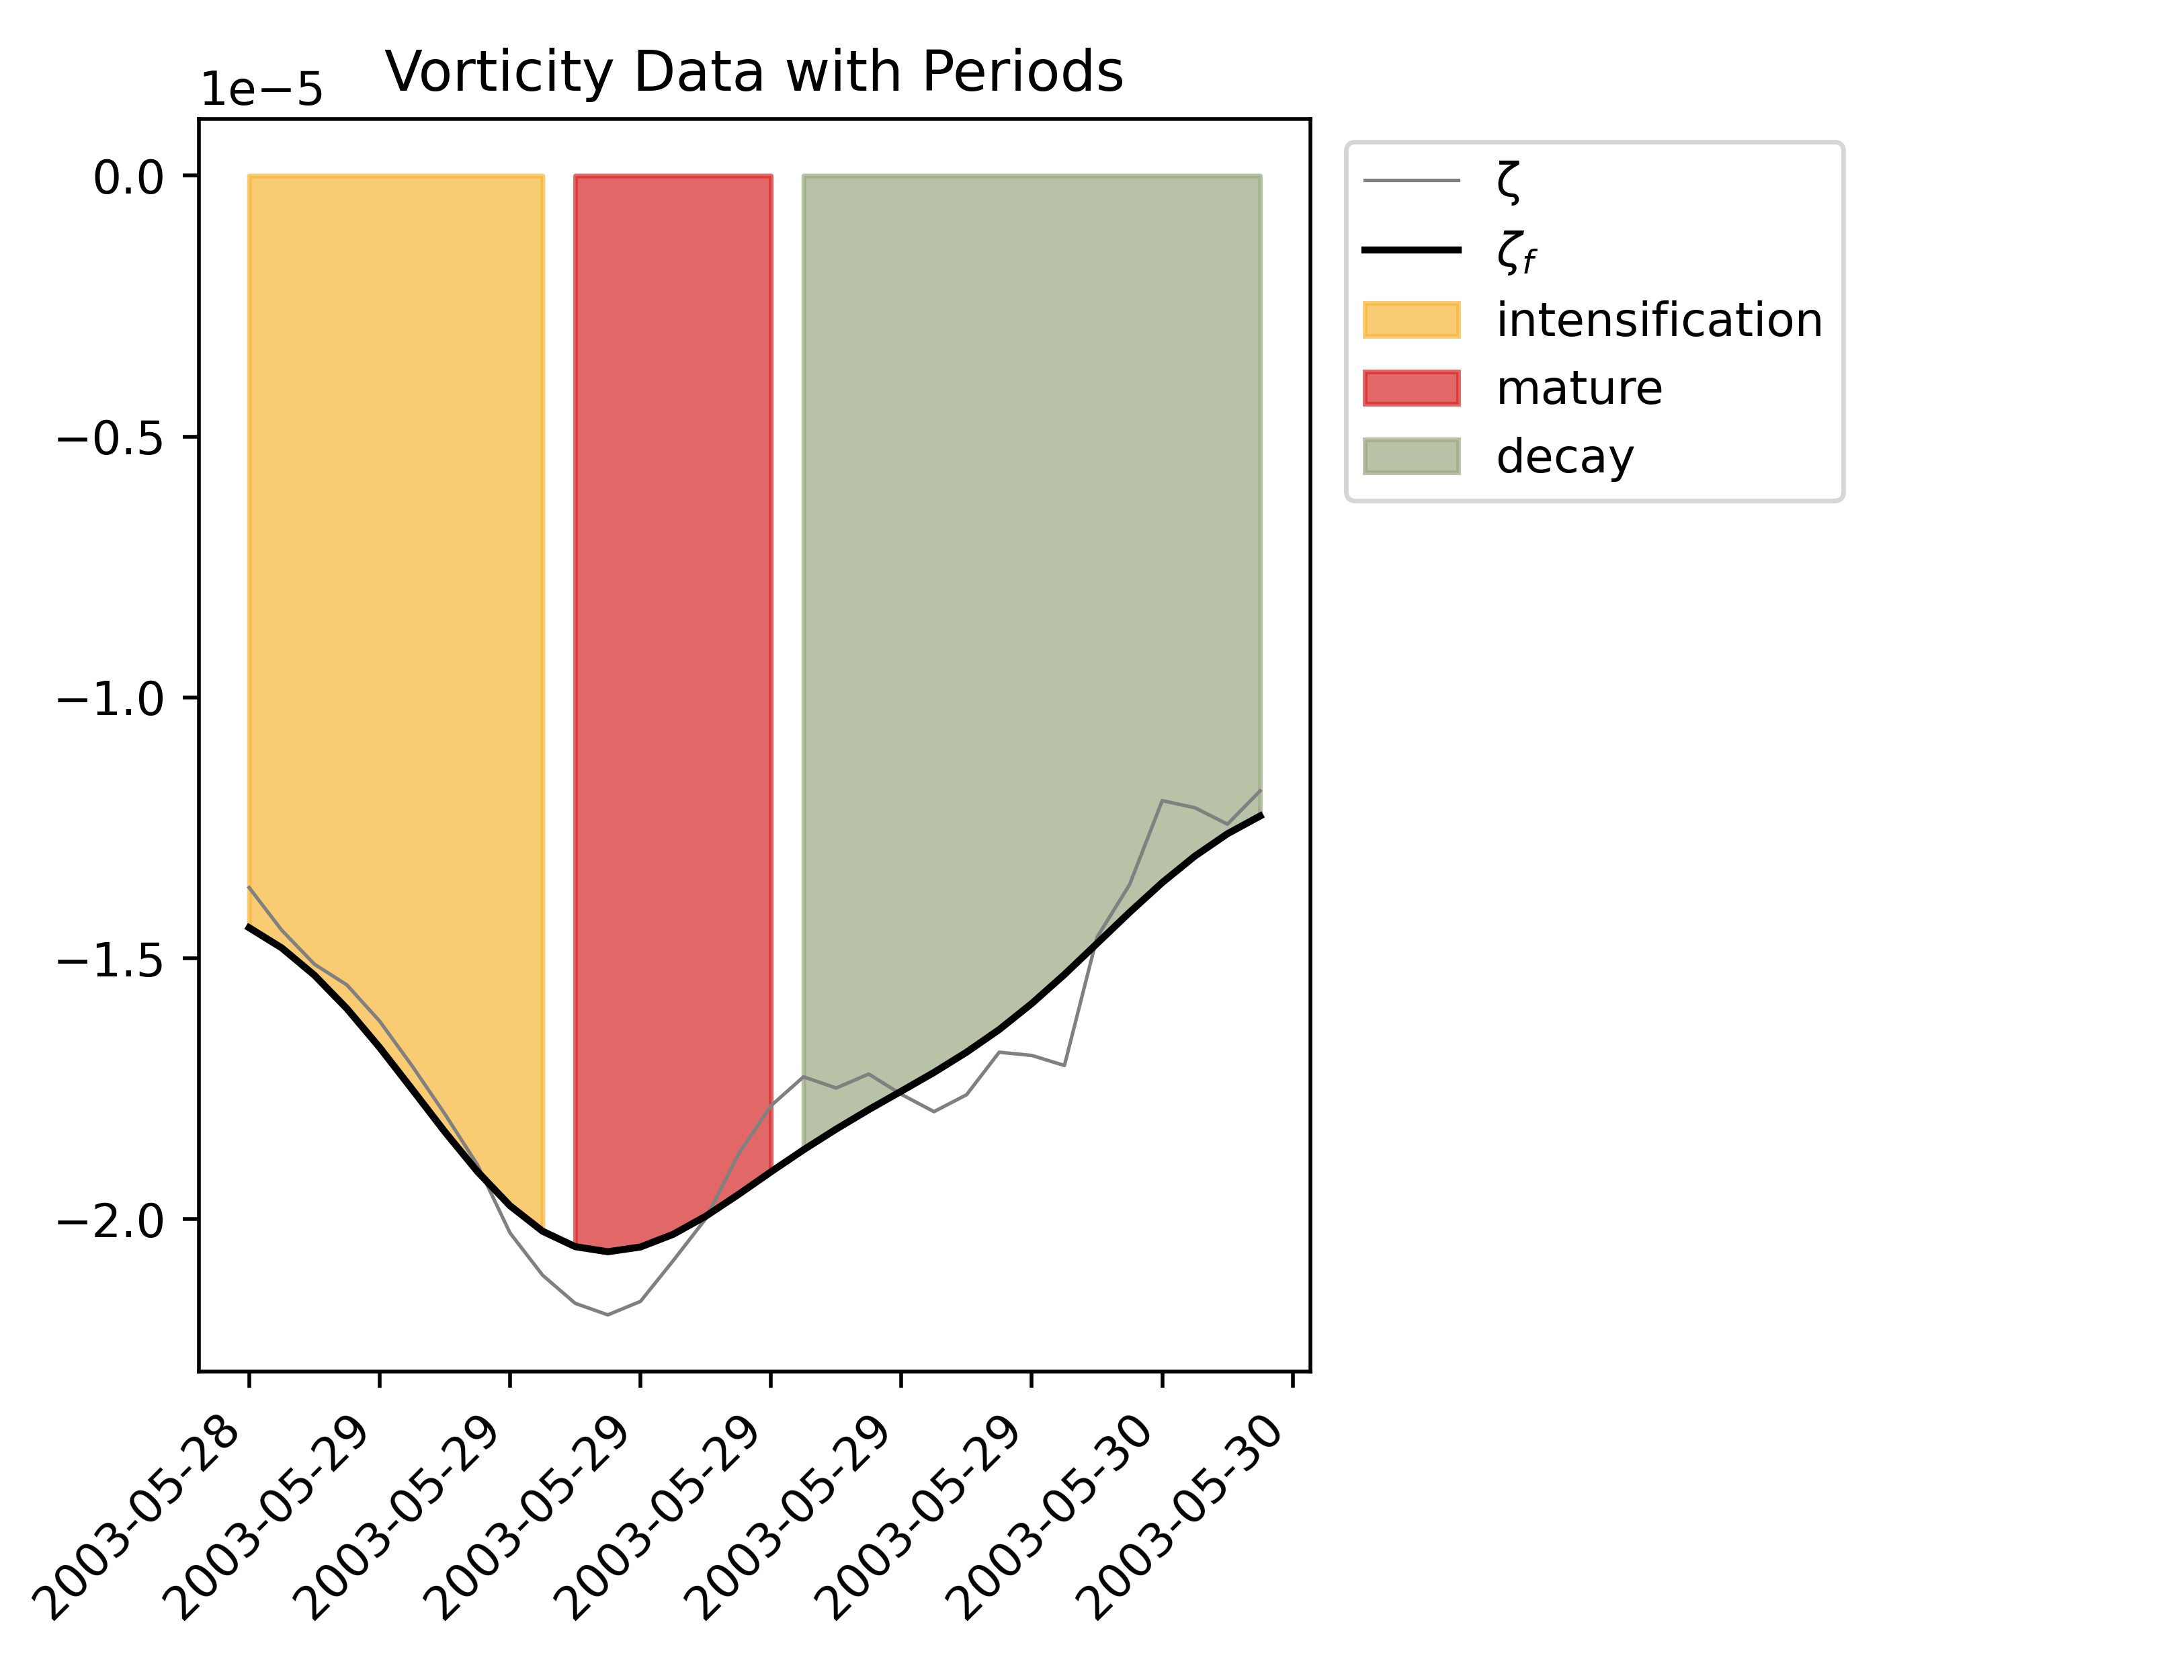 Vorticity Data with Periods
1e−5
0.0
−0.5
−1.0
−1.5
−2.0
2003-05-28
2003-05-29
2003-05-29
2003-05-29
2003-05-29
2003-05-29
2003-05-29
2003-05-30
2003-05-30
ζ
ζf
intensification
mature
decay